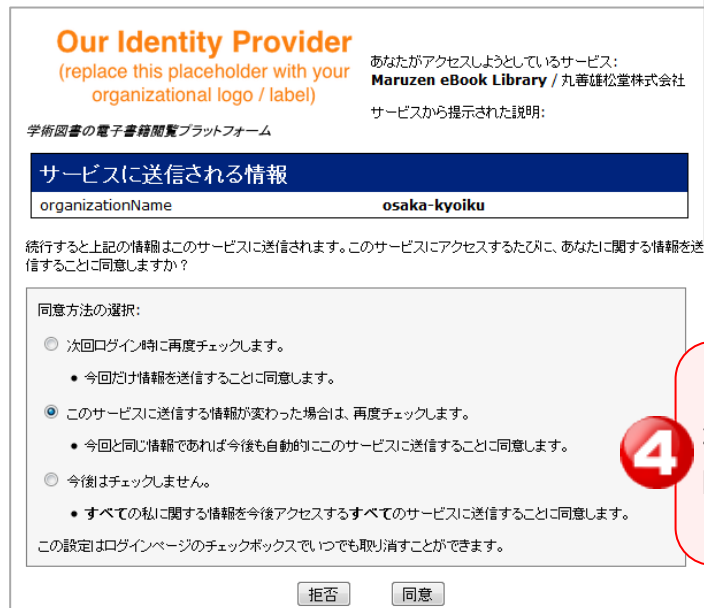 Our Identity Provider
(replace this placeholder with your
organizational logo / label)
あなたがアクセスしようとしているサービス:
Maruzen eBook Library / 丸善雄松堂株式会社
サービスから提示された説明:
学術図書の電子書籍閲覧プラットフォーム
サービスに送信される情報
organizationName osaka-kyoiku
続行すると上記の情報はこのサービスに送信されます。このサービスにアクセスするたびに、あなたに関する情報を送
信することに同意しますか？
同意方法の選択:
次回ログイン時に再度チェックします。
• 今回だけ情報を送信することに同意します。
このサービスに送信する情報が変わった場合は、再度チェックします。
• 今回と同じ情報であれば今後も自動的にこのサービスに送信することに同意します。
4
今後はチェックしません。
• すべての私に関する情報を今後アクセスするすべてのサービスに送信することに同意します。
この設定はログインページのチェックボックスでいつでも取り消すことができます。
拒否 同意